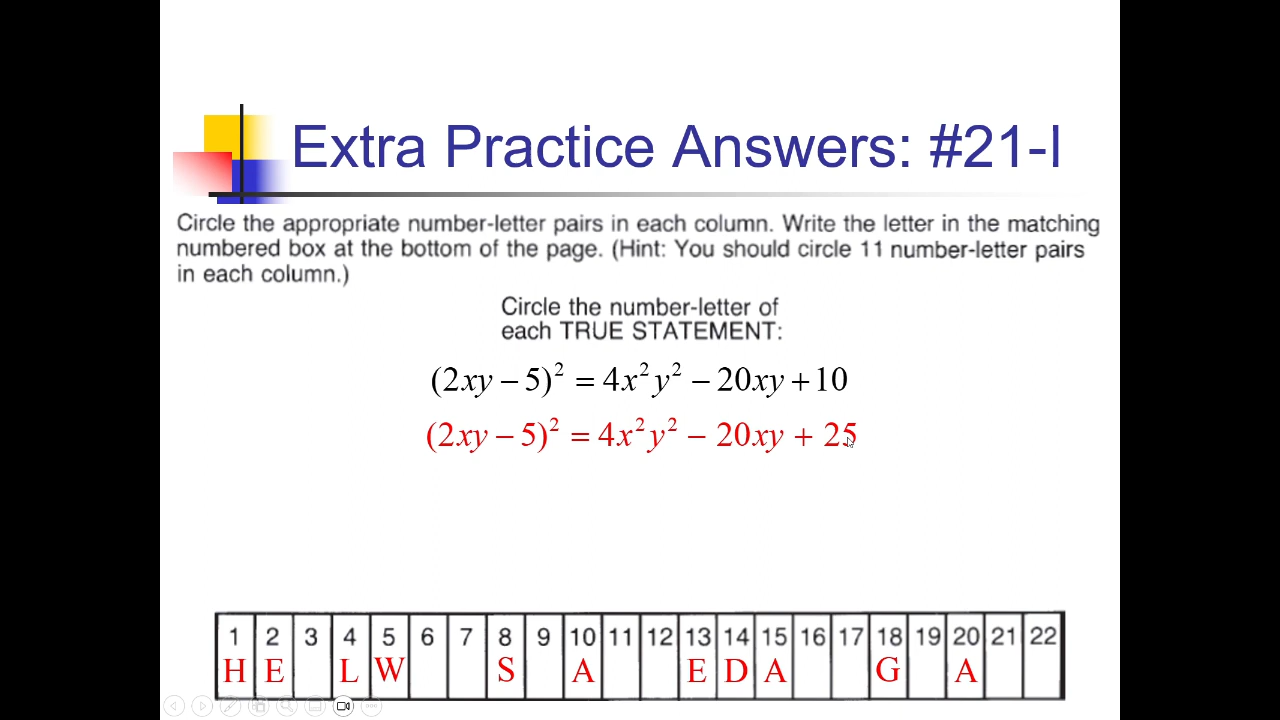 Extra Practice Answers: #21-I
Circle the appropriate number-letter pairs in each column. Write the letter in the matching
numbered box at the bottom of the page. (Hint: You should circle 11 number-letter pairs
in each column.)
Circle the number-letter of
each TRUE STATEMENT:
(2xy − 5)² = 4x²y² − 20xy + 10
(2xy − 5)² = 4x²y² − 20xy + 25
1 2 3 4 5 6 7 8 9 10 11 12 13 14 15 16 17 18 19 20 21 22
H E L W S A E D A G A